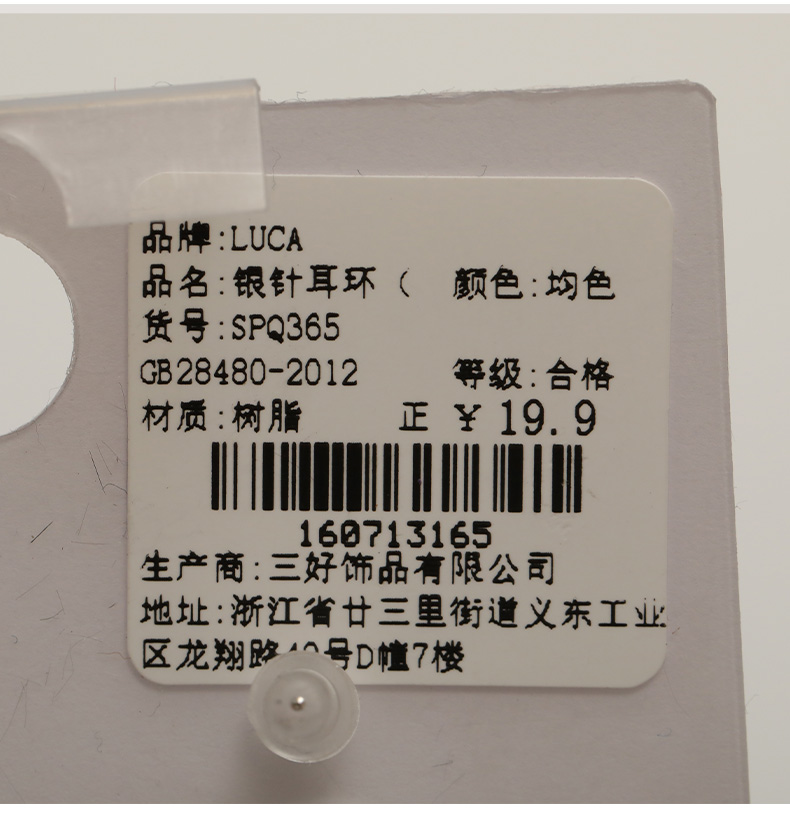 品牌:LUCA
品名:银针耳环( 颜色:均色
货号:SPQ365
GB28480-2012 等级:合格
材质:树脂 正 ¥ 19.9
160713165
生产商:三好饰品有限公司
地址:浙江省廿三里街道义东工业
区龙翔路 号D幢7楼